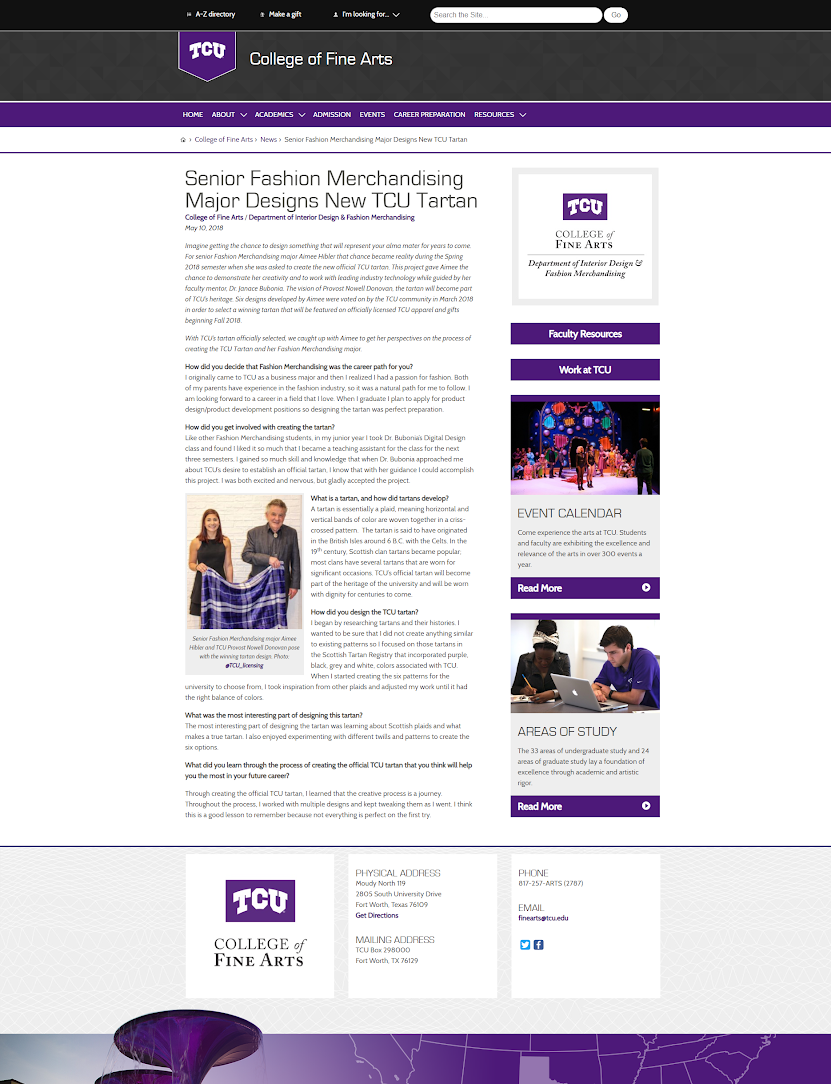 A-Z directory
Make a gift
I'm looking for...
Search the Site...
Go
TCU
College of Fine Arts
HOME ABOUT ACADEMICS ADMISSION EVENTS CAREER PREPARATION RESOURCES
› College of Fine Arts › News › Senior Fashion Merchandising Major Designs New TCU Tartan
Senior Fashion Merchandising
Major Designs New TCU Tartan
College of Fine Arts / Department of Interior Design & Fashion Merchandising
May 10, 2018
Imagine getting the chance to design something that will represent your alma mater for years to come.
For senior Fashion Merchandising major Aimee Hibler that chance became reality during the Spring
2018 semester when she was asked to create the new official TCU tartan. This project gave Aimee the
chance to demonstrate her creativity and to work with leading industry technology while guided by her
faculty mentor, Dr. Janace Bubonia. The vision of Provost Nowell Donovan, the tartan will become part
of TCU's heritage. Six designs developed by Aimee were voted on by the TCU community in March 2018
in order to select a winning tartan that will be featured on officially licensed TCU apparel and gifts
beginning Fall 2018.
With TCU's tartan officially selected, we caught up with Aimee to get her perspectives on the process of
creating the TCU Tartan and her Fashion Merchandising major.
How did you decide that Fashion Merchandising was the career path for you?
I originally came to TCU as a business major and then I realized I had a passion for fashion. Both
of my parents have experience in the fashion industry, so it was a natural path for me to follow. I
am looking forward to a career in a field that I love. When I graduate I plan to apply for product
design/product development positions so designing the tartan was perfect preparation.
How did you get involved with creating the tartan?
Like other Fashion Merchandising students, in my junior year I took Dr. Bubonia's Digital Design
class and found I liked it so much that I became a teaching assistant for the class for the next
three semesters. I gained so much skill and knowledge that when Dr. Bubonia approached me
about TCU's desire to establish an official tartan, I know that with her guidance I could accomplish
this project. I was both excited and nervous, but gladly accepted the project.
What is a tartan, and how did tartans develop?
A tartan is essentially a plaid, meaning horizontal and
vertical bands of color are woven together in a criss-
crossed pattern. The tartan is said to have originated
in the British Isles around 6 B.C. with the Celts. In the
19th century, Scottish clan tartans became popular;
most clans have several tartans that are worn for
significant occasions. TCU's official tartan will become
part of the heritage of the university and will be worn
with dignity for centuries to come.
Senior Fashion Merchandising major Aimee
Hibler and TCU Provost Nowell Donovan pose
with the winning tartan design. Photo:
@TCU_licensing
How did you design the TCU tartan?
I began by researching tartans and their histories. I
wanted to be sure that I did not create anything similar
to existing patterns so I focused on those tartans in
the Scottish Tartan Registry that incorporated purple,
black, grey and white, colors associated with TCU.
When I started creating the six patterns for the
university to choose from, I took inspiration from other plaids and adjusted my work until it had
the right balance of colors.
What was the most interesting part of designing this tartan?
The most interesting part of designing the tartan was learning about Scottish plaids and what
makes a true tartan. I also enjoyed experimenting with different twills and patterns to create the
six options.
What did you learn through the process of creating the official TCU tartan that you think will help
you the most in your future career?
Through creating the official TCU tartan, I learned that the creative process is a journey.
Throughout the process, I worked with multiple designs and kept tweaking them as I went. I think
this is a good lesson to remember because not everything is perfect on the first try.
TCU
COLLEGE of
FINE ARTS
Department of Interior Design &
Fashion Merchandising
Faculty Resources
Work at TCU
EVENT CALENDAR
Come experience the arts at TCU. Students
and faculty are exhibiting the excellence and
relevance of the arts in over 300 events a
year.
Read More
AREAS OF STUDY
The 33 areas of undergraduate study and 24
areas of graduate study lay a foundation of
excellence through academic and artistic
rigor.
Read More
TCU
COLLEGE of
FINE ARTS
PHYSICAL ADDRESS
Moudy North 119
2805 South University Drive
Fort Worth, Texas 76109
Get Directions
MAILING ADDRESS
TCU Box 298000
Fort Worth, TX 76129
PHONE
817-257-ARTS (2787)
EMAIL
finearts@tcu.edu